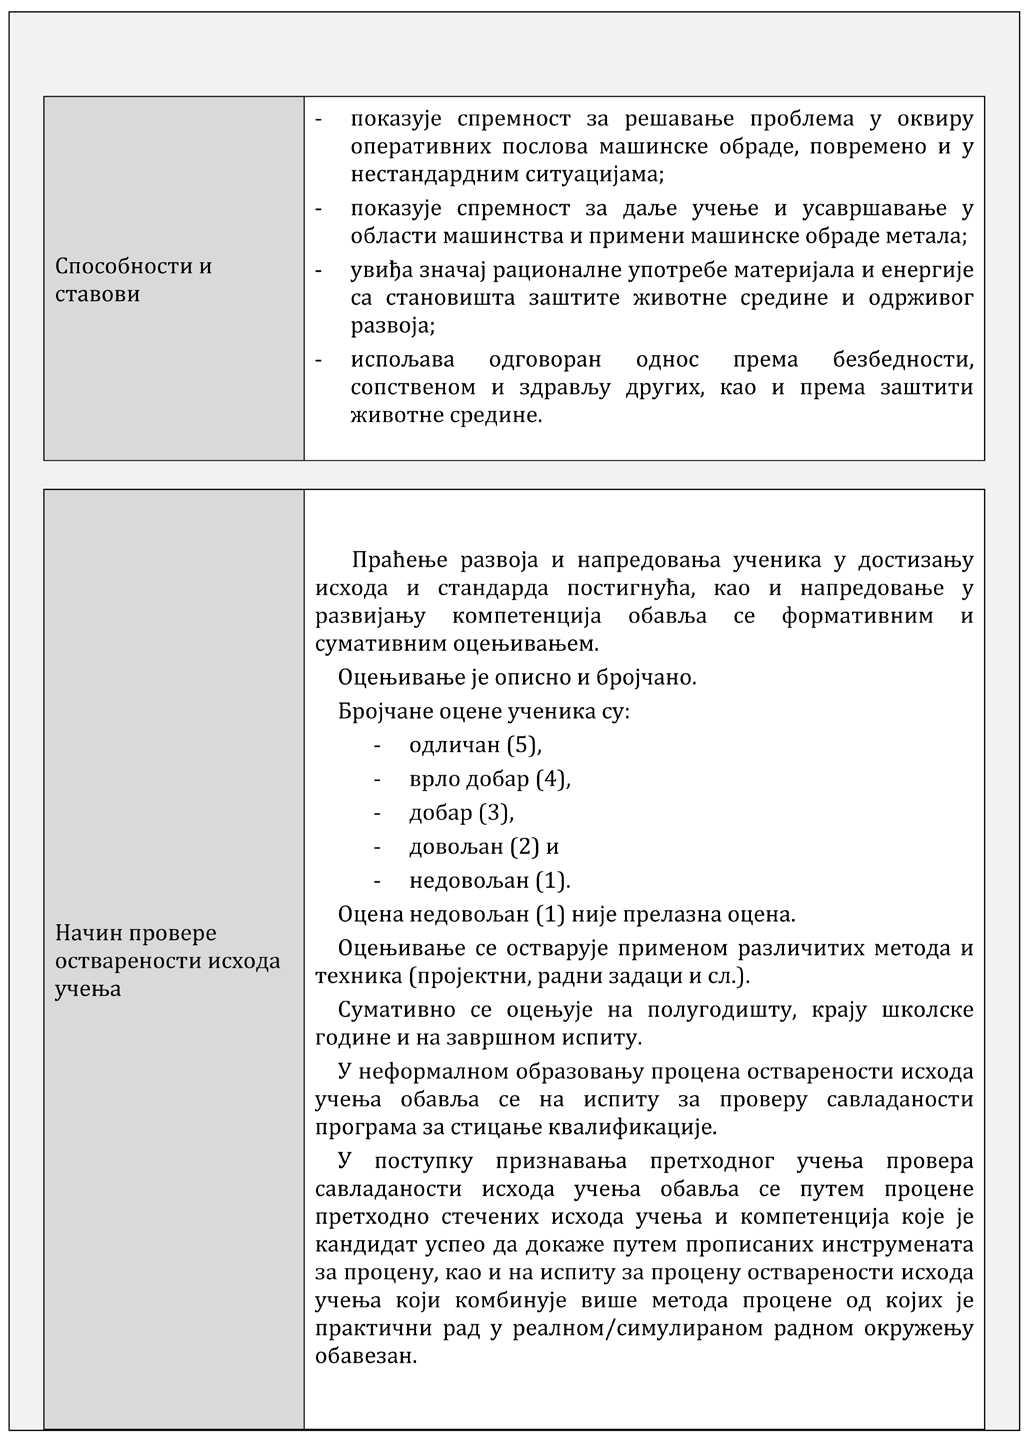 Способности и
ставови
- показује спремност за решавање проблема у оквиру
оперативних послова машинске обраде, повремено и у
нестандардним ситуацијама;
- показује спремност за даље учење и усавршавање у
области машинства и примени машинске обраде метала;
- увиђа значај рационалне употребе материјала и енергије
са становишта заштите животне средине и одрживог
развоја;
- испољава одговоран однос према безбедности,
сопственом и здрављу других, као и према заштити
животне средине.
Начин провере
остварености исхода
учења
Праћење развоја и напредовања ученика у достизању
исхода и стандарда постигнућа, као и напредовање у
развијању компетенција обавља се формативним и
сумативним оцењивањем.
Оцењивање је описно и бројчано.
Бројчане оцене ученика су:
- одличан (5),
- врло добар (4),
- добар (3),
- довољан (2) и
- недовољан (1).
Оцена недовољан (1) није прелазна оцена.
Оцењивање се остварује применом различитих метода и
техника (пројектни, радни задаци и сл.).
Сумативно се оцењује на полугодишту, крају школске
године и на завршном испиту.
У неформалном образовању процена остварености исхода
учења обавља се на испиту за проверу савладаности
програма за стицање квалификације.
У поступку признавања претходног учења провера
савладаности исхода учења обавља се путем процене
претходно стечених исхода учења и компетенција које је
кандидат успео да докаже путем прописаних инструмената
за процену, као и на испиту за процену остварености исхода
учења који комбинује више метода процене од којих је
практични рад у реалном/симулираном радном окружењу
обавезан.